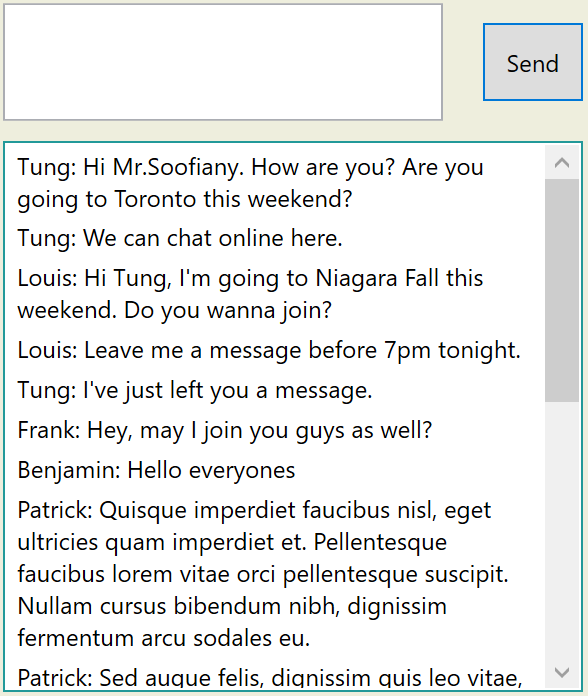 Send
Tung: Hi Mr.Soofiany. How are you? Are you
going to Toronto this weekend?
Tung: We can chat online here.
Louis: Hi Tung, I'm going to Niagara Fall this
weekend. Do you wanna join?
Louis: Leave me a message before 7pm tonight.
Tung: I've just left you a message.
Frank: Hey, may I join you guys as well?
Benjamin: Hello everyones
Patrick: Quisque imperdiet faucibus nisl, eget
ultricies quam imperdiet et. Pellentesque
faucibus lorem vitae orci pellentesque suscipit.
Nullam cursus bibendum nibh, dignissim
fermentum arcu sodales eu.
Patrick: Sed augue felis, dignissim quis leo vitae,